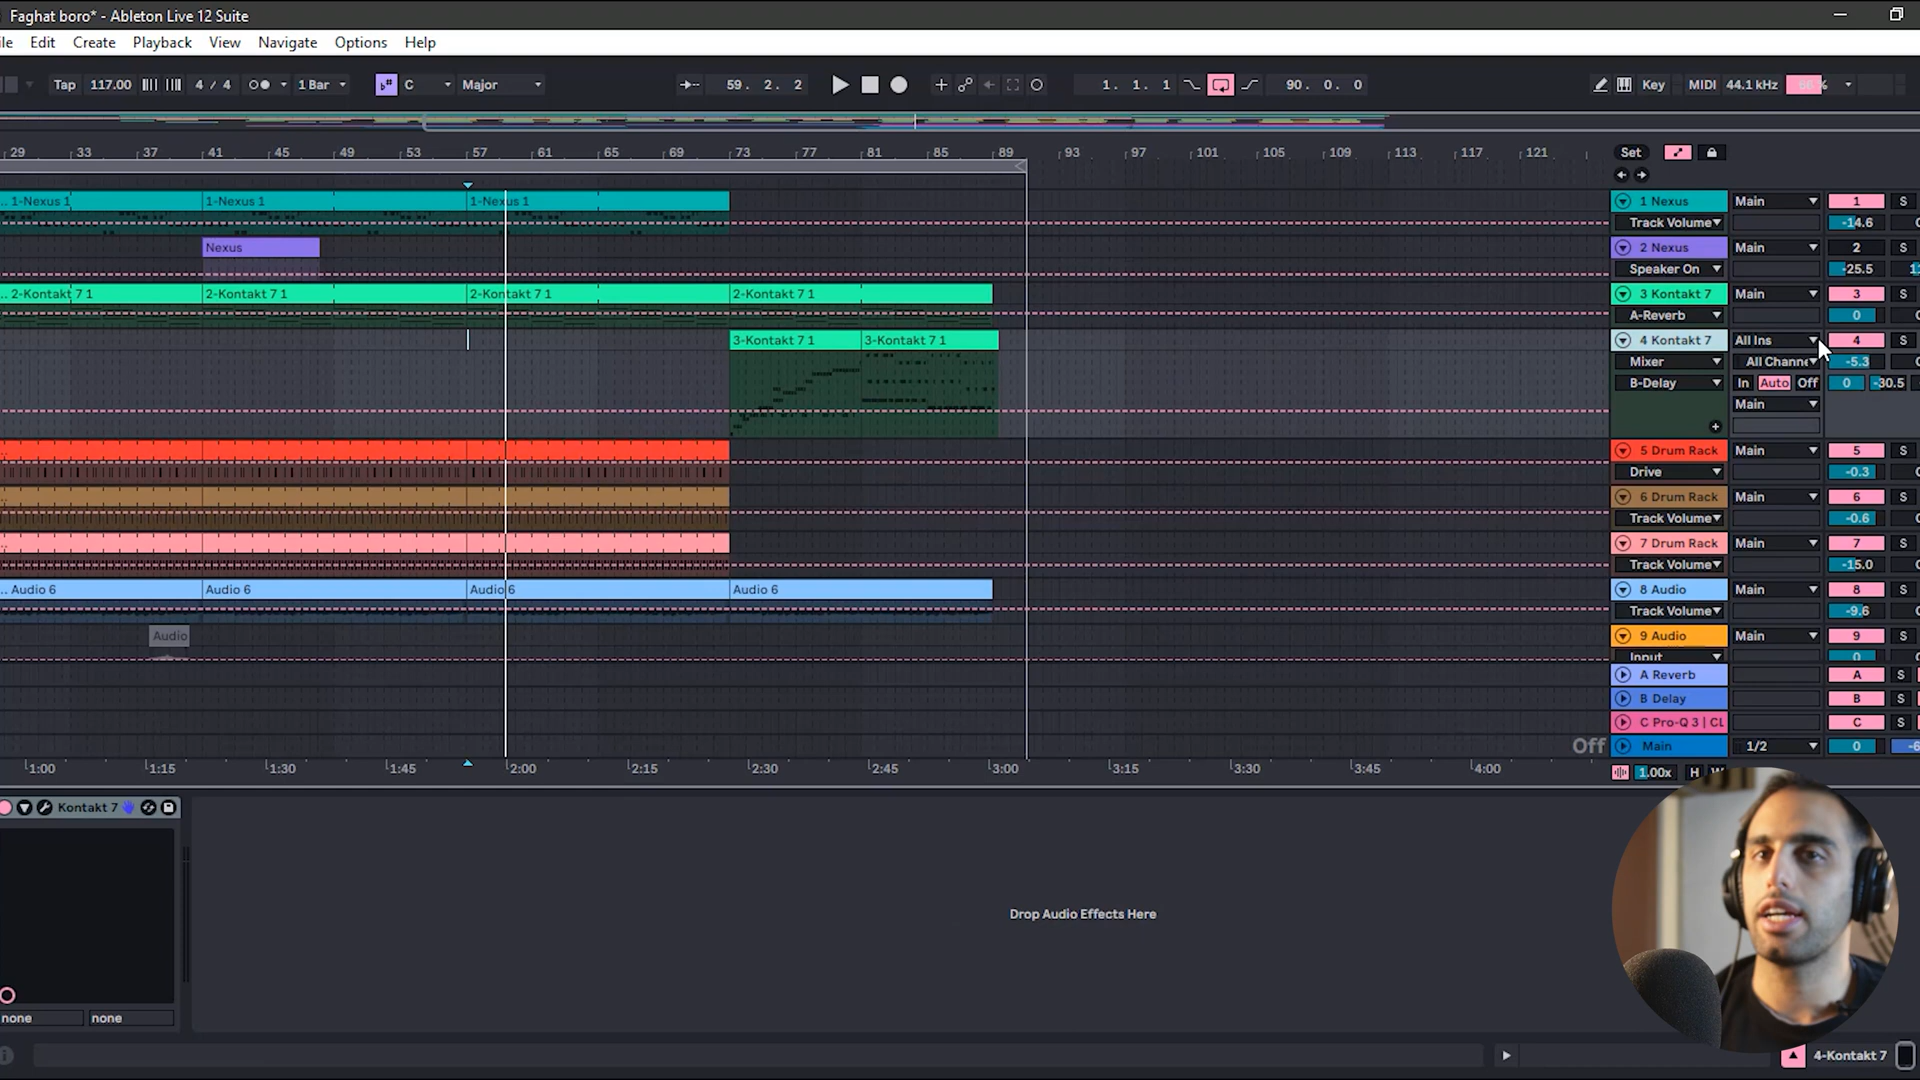 Faghat boro* - Ableton Live 12 Suite
ile Edit Create Playback View Navigate Options Help
Tap 117.00 4 / 4 1 Bar C Major 59. 2. 2 1. 1. 1 90. 0. 0 Key MIDI 44.1 kHz %
29 33 37 41 45 49 53 57 61 65 69 73 77 81 85 89 93 97 101 105 109 113 117 121 Set
.. 1-Nexus 1 1-Nexus 1 1-Nexus 1 1 Nexus Main 1 S
Track Volume -14.6
Nexus 2 Nexus Main 2 S
Speaker On -25.5
.. 2-Kontakt 7 1 2-Kontakt 7 1 2-Kontakt 7 1 2-Kontakt 7 1 3 Kontakt 7 Main 3 S
A-Reverb 0
3-Kontakt 7 1 3-Kontakt 7 1 4 Kontakt 7 All Ins 4 S
Mixer All Channe -5.3
B-Delay In Auto Off 0 -30.5
Main
5 Drum Rack Main 5 S
Drive -0.3
6 Drum Rack Main 6 S
Track Volume -0.6
7 Drum Rack Main 7 S
Track Volume -15.0
.. Audio 6 Audio 6 Audio 6 Audio 6 8 Audio Main 8 S
Track Volume -9.6
Audio 9 Audio Main 9 S
Input 0
A Reverb A S
B Delay B S
C Pro-Q 3 | CL C S
Off Main 1/2 0 -6
1:00 1:15 1:30 1:45 2:00 2:15 2:30 2:45 3:00 3:15 3:30 3:45 4:00 1.00x H W
Kontakt 7
Drop Audio Effects Here
none none
4-Kontakt 7